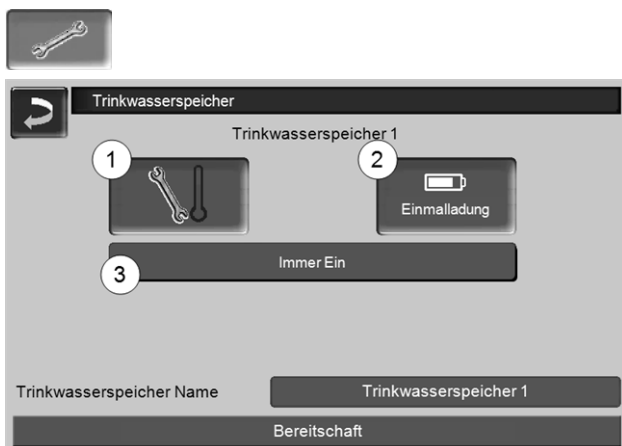 Trinkwasserspeicher
Trinkwasserspeicher 1
1
2
Einmalladung
Immer Ein
3
Trinkwasserspeicher Name
Trinkwasserspeicher 1
Bereitschaft